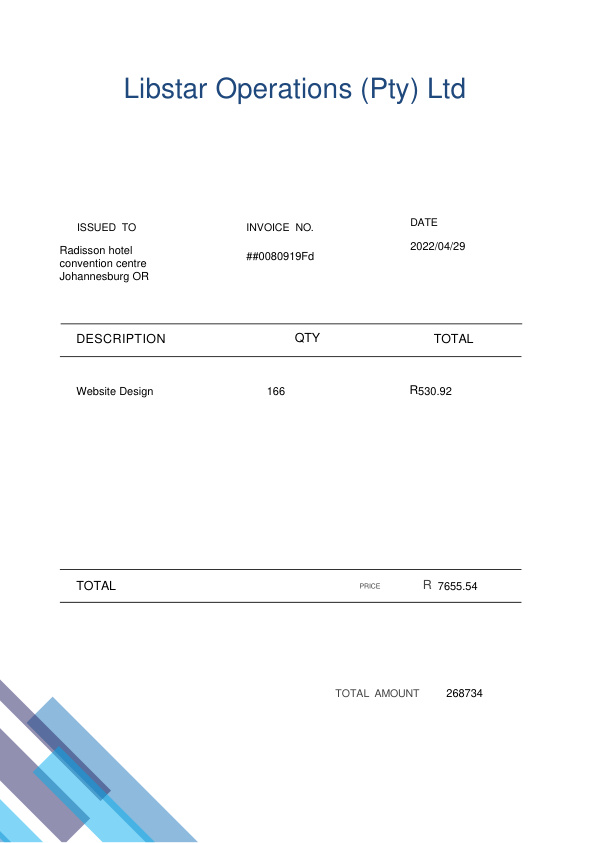 Libstar Operations (Pty) Ltd
ISSUED TO
INVOICE NO.
DATE
Radisson hotel
convention centre
Johannesburg OR
##0080919Fd
2022/04/29
DESCRIPTION QTY TOTAL
Website Design 166 R530.92
TOTAL PRICE R 7655.54
TOTAL AMOUNT 268734